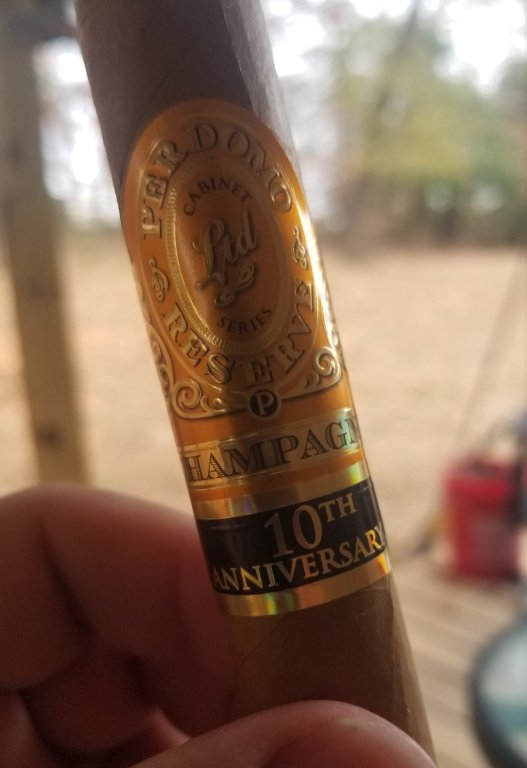 PERDOMO
CABINET
Ltd
SERIES
RESERVE
P
HAMPAGN
10TH
ANNIVERSARY